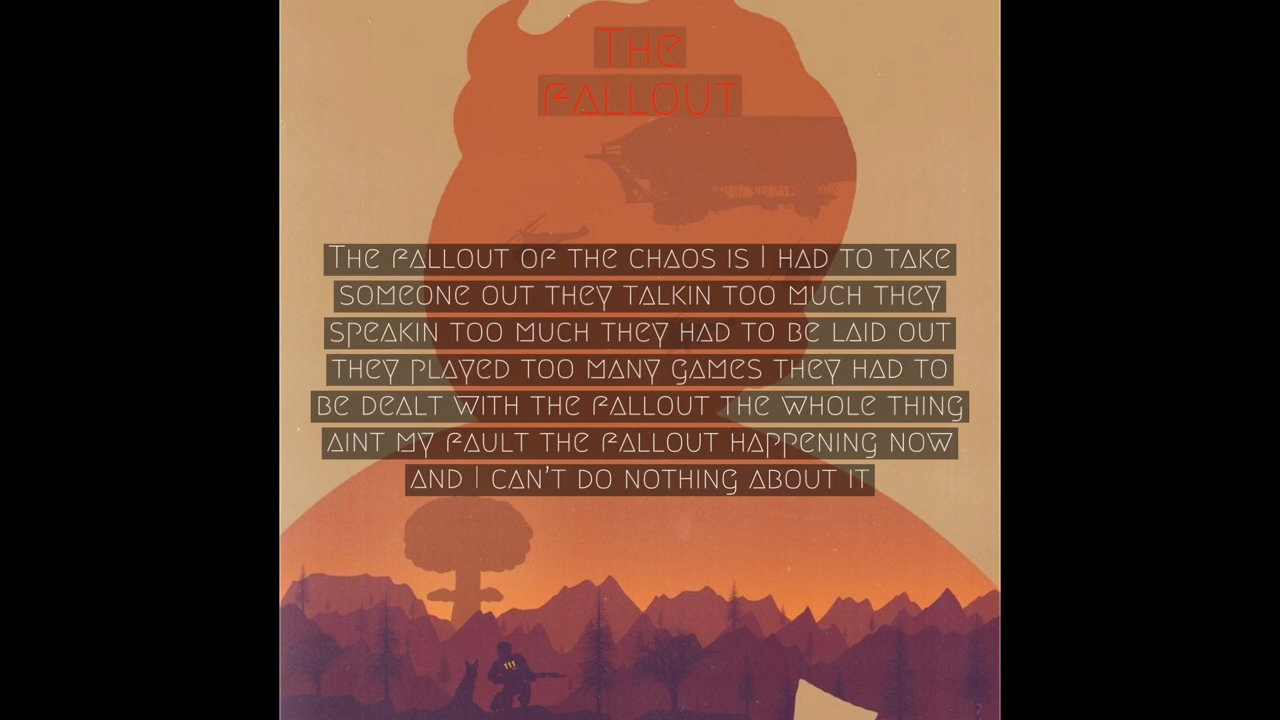 The
fallout
The fallout of the chaos is I had to take
someone out they talkin too much they
speakin too much they had to be laid out
they played too many games they had to
be dealt with the fallout the whole thing
aint my fault the fallout happening now
and I can't do nothing about it